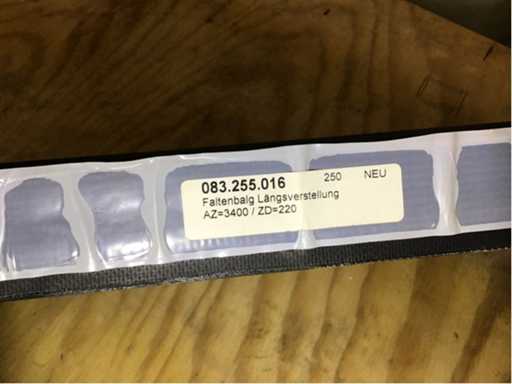 083.255.016 250 NEU
Faltenbalg Längsverstellung
AZ=3400 / ZD=220